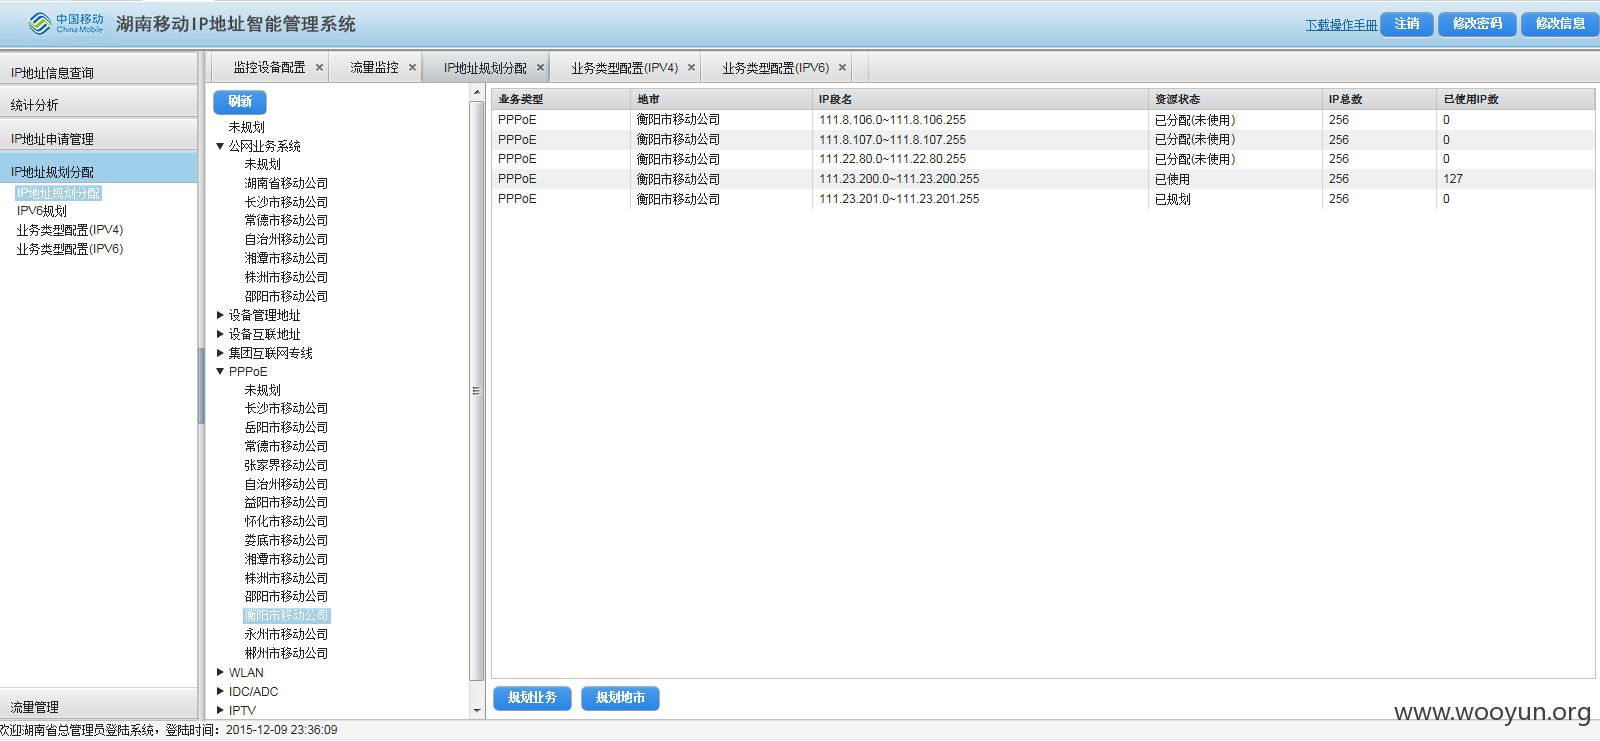 中国移动
China Mobile
湖南移动IP地址智能管理系统
下载操作手册
注销
修改密码
修改信息
IP地址信息查询
统计分析
IP地址申请管理
IP地址规划分配
IP地址规划分配
IPV6规划
业务类型配置(IPV4)
业务类型配置(IPV6)
流量管理
监控设备配置
流量监控
IP地址规划分配
业务类型配置(IPV4)
业务类型配置(IPV6)
刷新
未规划
公网业务系统
未规划
湖南省移动公司
长沙市移动公司
常德市移动公司
自治州移动公司
湘潭市移动公司
株洲市移动公司
邵阳市移动公司
设备管理地址
设备互联地址
集团互联网专线
PPPoE
未规划
长沙市移动公司
岳阳市移动公司
常德市移动公司
张家界移动公司
自治州移动公司
益阳市移动公司
怀化市移动公司
娄底市移动公司
湘潭市移动公司
株洲市移动公司
邵阳市移动公司
衡阳市移动公司
永州市移动公司
郴州市移动公司
WLAN
IDC/ADC
IPTV
业务类型 地市 IP段名 资源状态 IP总数 已使用IP数
PPPoE 衡阳市移动公司 111.8.106.0~111.8.106.255 已分配(未使用) 256 0
PPPoE 衡阳市移动公司 111.8.107.0~111.8.107.255 已分配(未使用) 256 0
PPPoE 衡阳市移动公司 111.22.80.0~111.22.80.255 已分配(未使用) 256 0
PPPoE 衡阳市移动公司 111.23.200.0~111.23.200.255 已使用 256 127
PPPoE 衡阳市移动公司 111.23.201.0~111.23.201.255 已规划 256 0
规划业务
规划地市
www.wooyun.org
欢迎湖南省总管理员登陆系统，登陆时间：2015-12-09 23:36:09